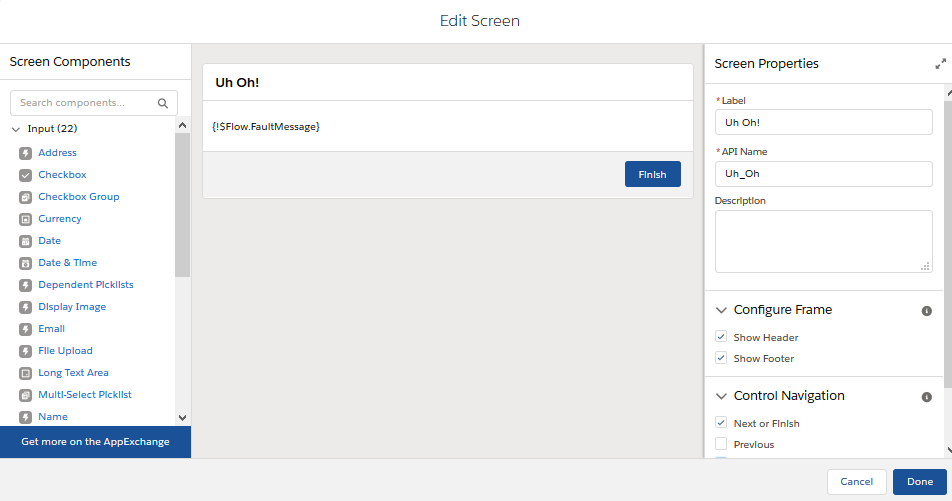 Edit Screen
Screen Components
Search components...
Input (22)
Address
Checkbox
Checkbox Group
Currency
Date
Date & Time
Dependent Picklists
Display Image
Email
File Upload
Long Text Area
Multi-Select Picklist
Name
Get more on the AppExchange
Uh Oh!
{!$Flow.FaultMessage}
Finish
Screen Properties
* Label
Uh Oh!
* API Name
Uh_Oh
Description
Configure Frame
Show Header
Show Footer
Control Navigation
Next or Finish
Previous
Cancel
Done